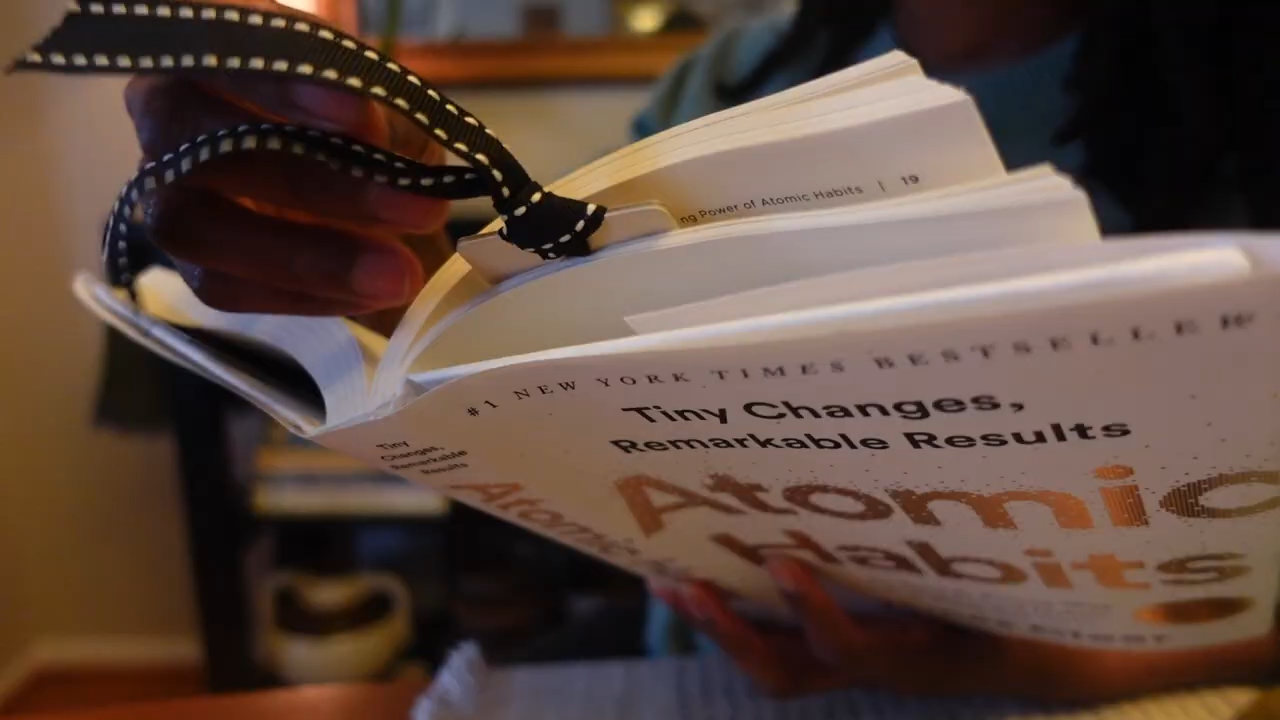 ng Power of Atomic Habits | 19
#1 NEW YORK TIMES BESTSELLER
Tiny Changes,
Remarkable Results
Atomic
Habits
Tiny
Changes,
Remarkable
Results
Atomic